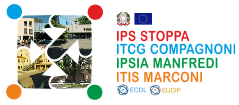 IPS STOPPA
ITCG COMPAGNONI
IPSIA MANFREDI
ITIS MARCONI
ECDL EUCIP